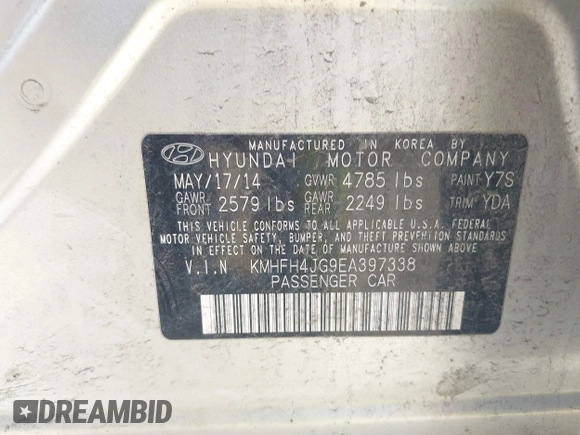 MANUFACTURED IN KOREA BY
HYUNDAI MOTOR COMPANY
MAY/17/14 GVWR 4785 lbs PAINT Y7S
GAWR FRONT 2579 lbs GAWR REAR 2249 lbs TRIM YDA
THIS VEHICLE CONFORMS TO ALL APPLICABLE U.S.A. FEDERAL
MOTOR VEHICLE SAFETY, BUMPER, AND THEFT PREVENTION STANDARDS
IN EFFECT ON THE DATE OF MANUFACTURE SHOWN ABOVE.
V.I.N KMHFH4JG9EA397338
PASSENGER CAR
DREAMBID